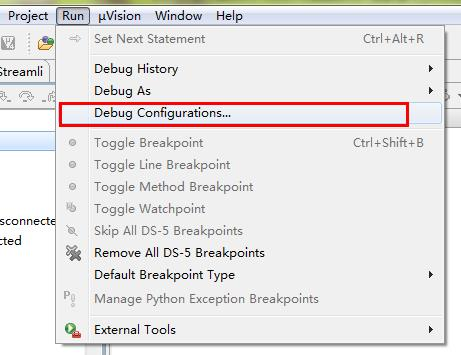 Project Run µVision Window Help
Set Next Statement Ctrl+Alt+R
Streamli
Debug History
Debug As
Debug Configurations...
Toggle Breakpoint Ctrl+Shift+B
Toggle Line Breakpoint
Toggle Method Breakpoint
sconnecte
Toggle Watchpoint
Skip All DS-5 Breakpoints
cted
Remove All DS-5 Breakpoints
Default Breakpoint Type
Manage Python Exception Breakpoints
External Tools